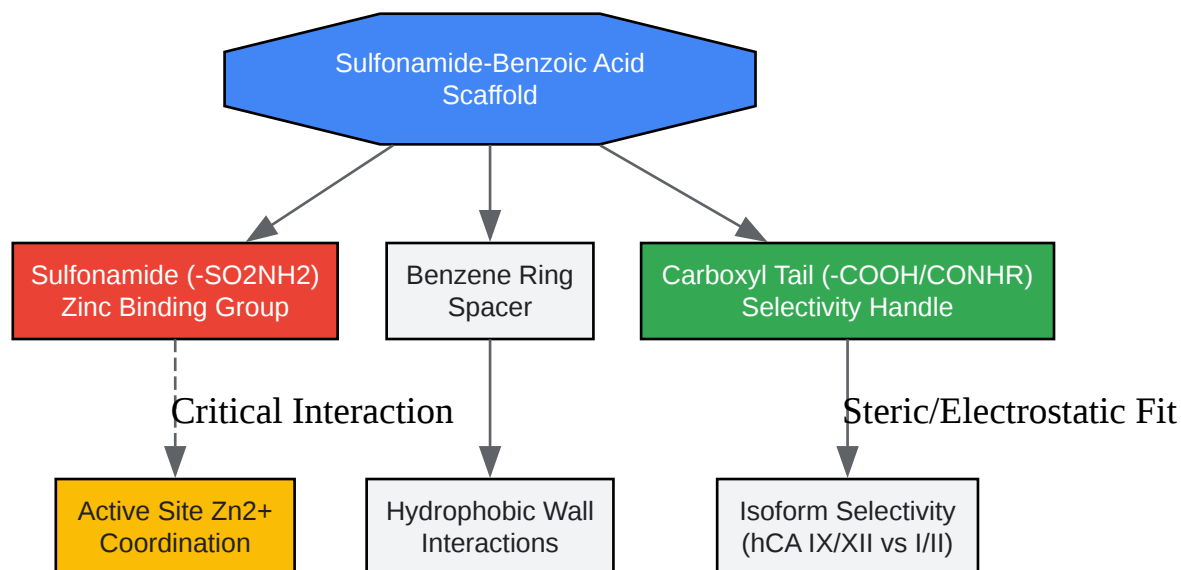 Sulfonamide-Benzoic Acid
Scaffold
Sulfonamide (-SO2NH2)
Zinc Binding Group
Benzene Ring
Spacer
Carboxyl Tail (-COOH/CONHR)
Selectivity Handle
Critical Interaction
Steric/Electrostatic Fit
Active Site Zn2+
Coordination
Hydrophobic Wall
Interactions
Isoform Selectivity
(hCA IX/XII vs I/II)